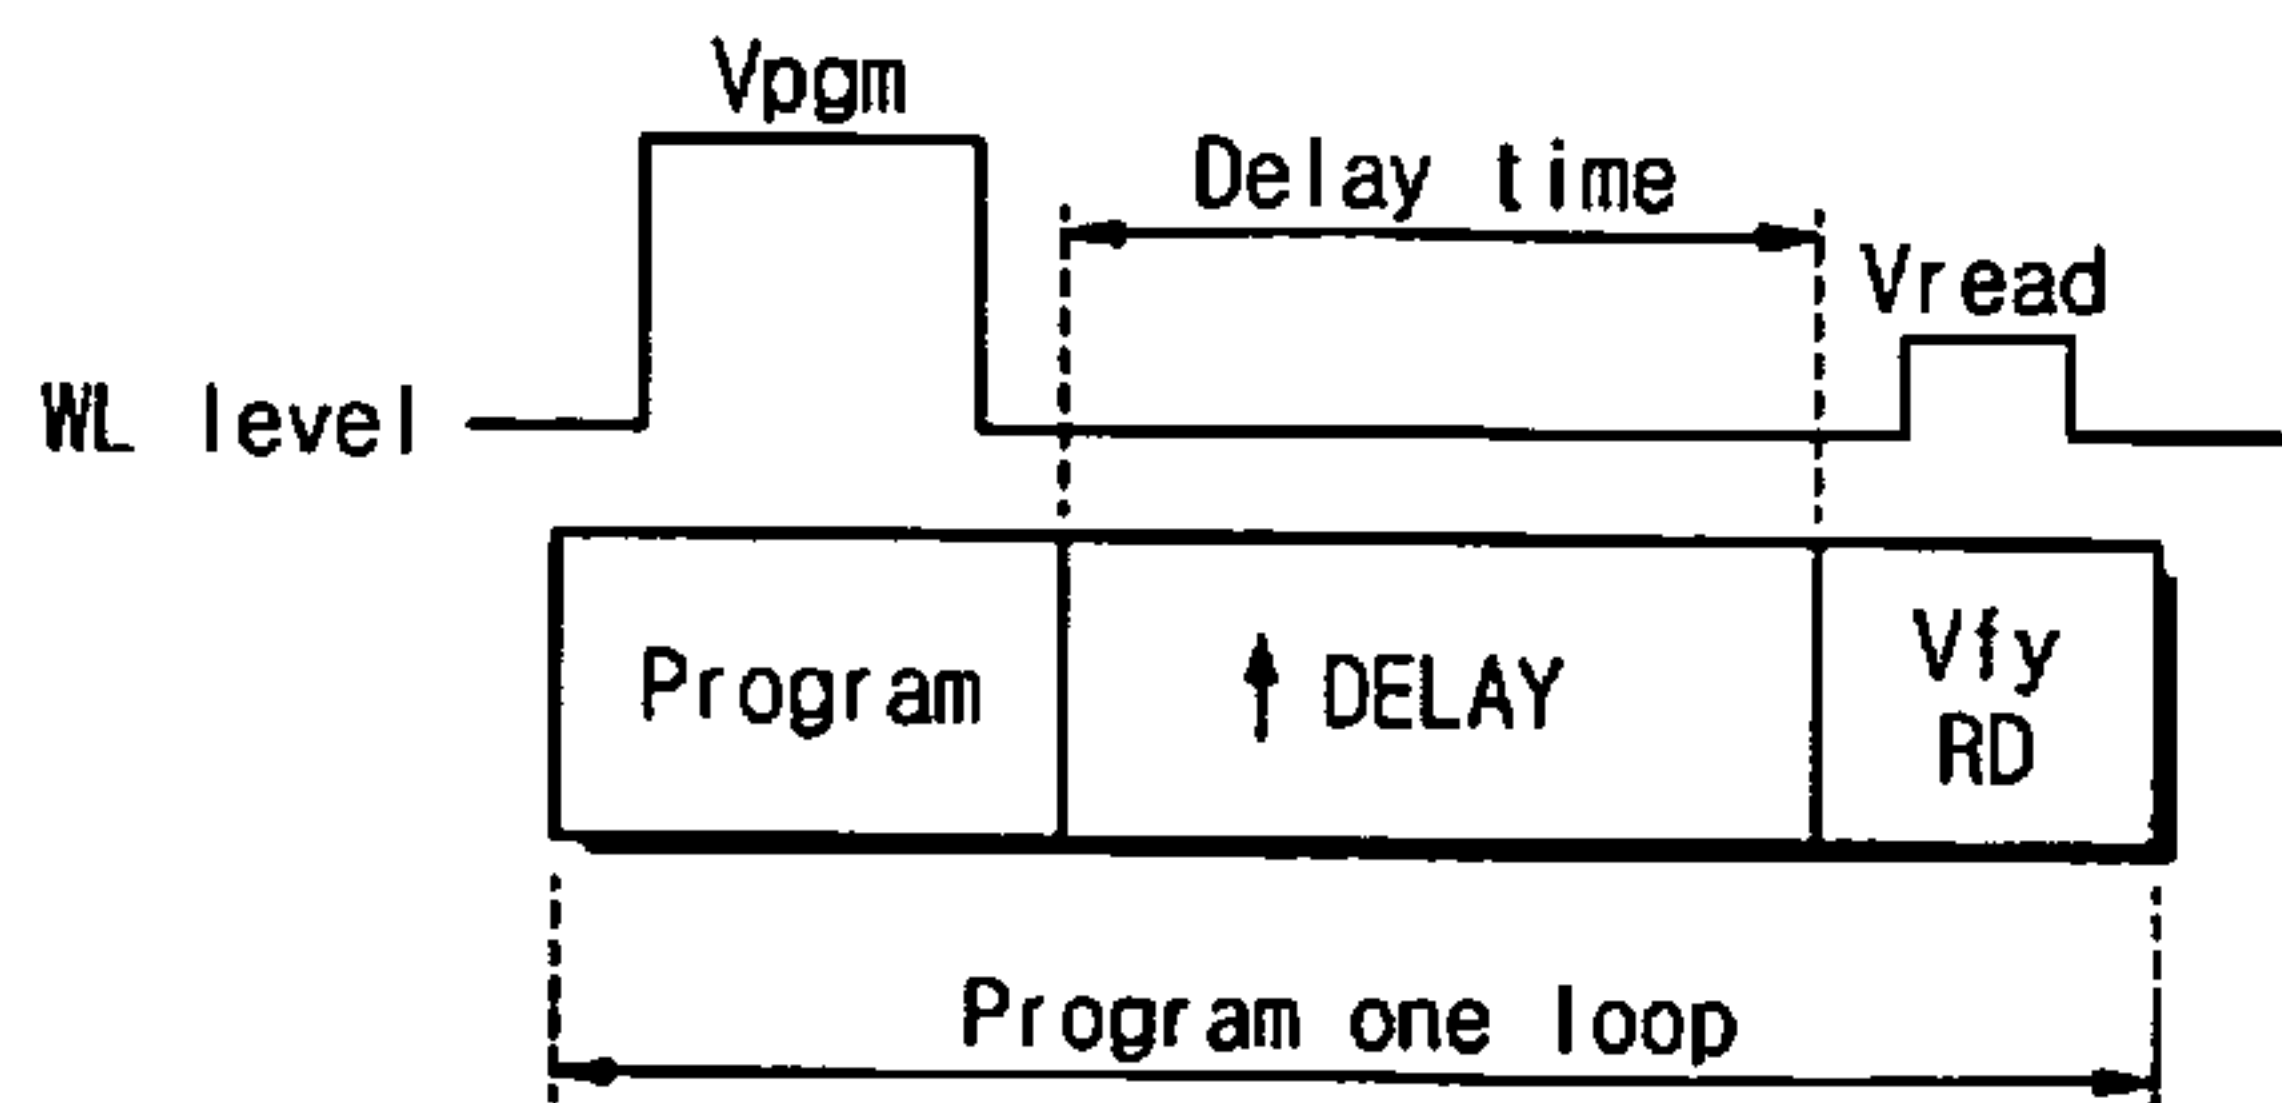 Vpgm
Delay time
Vread
WL level
Program
↑ DELAY
Vfy
RD
Program one loop